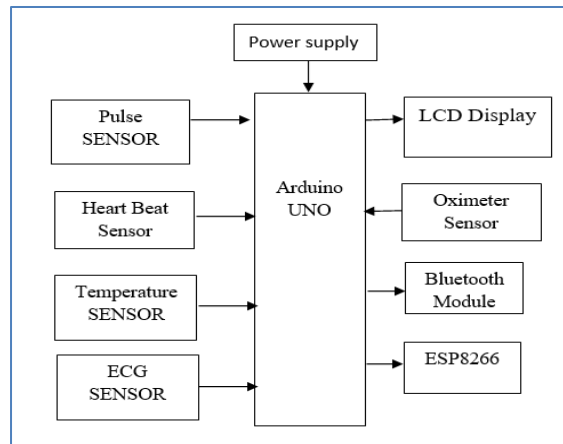 Power supply
Pulse
SENSOR
Heart Beat
Sensor
Temperature
SENSOR
ECG
SENSOR
Arduino
UNO
LCD Display
Oximeter
Sensor
Bluetooth
Module
ESP8266